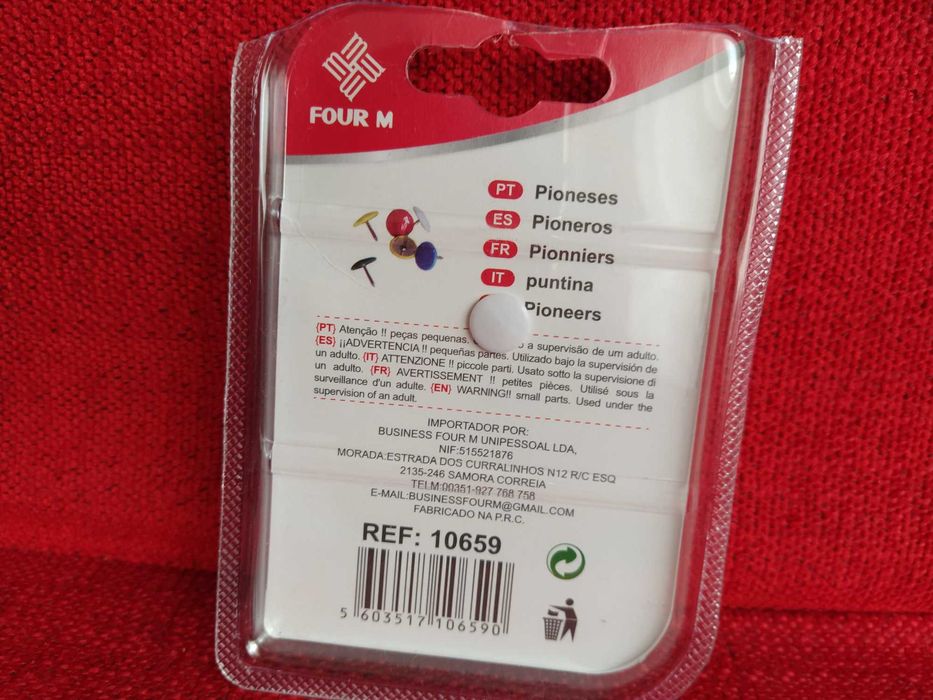 FOUR M
PT Pioneses
ES Pioneros
FR Pionniers
IT puntina
Pioneers
{PT} Atenção !! peças pequenas. a supervisão de um adulto.
{ES} ¡¡ADVERTENCIA !! pequeñas partes. Utilizado bajo la supervisión de
un adulto. {IT} ATTENZIONE !! piccole parti. Usato sotto la supervisione di
un adulto. {FR} AVERTISSEMENT !! petites pièces. Utilisé sous la
surveillance d'un adulte. {EN} WARNING!! small parts. Used under the
supervision of an adult.
IMPORTADOR POR:
BUSINESS FOUR M UNIPESSOAL LDA,
NIF:515521876
MORADA:ESTRADA DOS CURRALINHOS N12 R/C ESQ
2135-246 SAMORA CORREIA
TELM:00351-927 768 758
E-MAIL:BUSINESSFOURM@GMAIL.COM
FABRICADO NA P.R.C.
REF: 10659
5 603517 106590